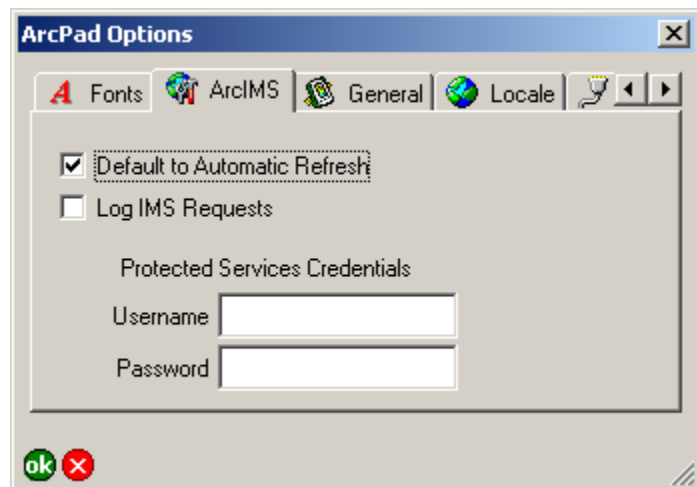 ArcPad Options
Fonts ArcIMS General Locale
Default to Automatic Refresh
Log IMS Requests
Protected Services Credentials
Username
Password
ok